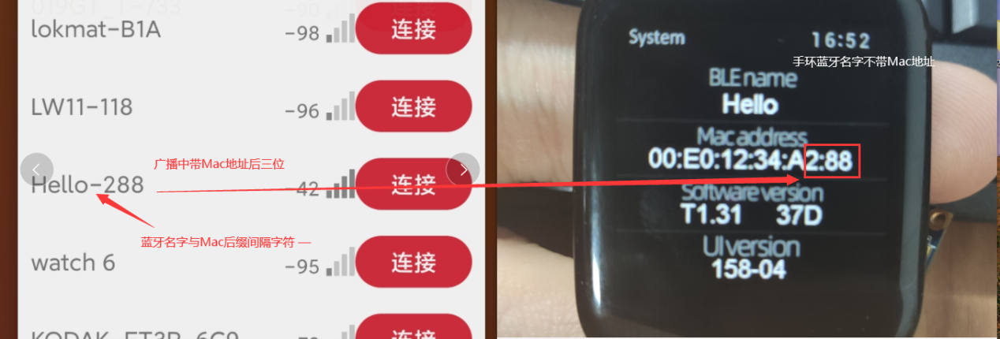 019GT_T-733
-90
lokmat-B1A
-98
连接
LW11-118
-96
连接
广播中带Mac地址后三位
Hello-288
-42
连接
蓝牙名字与Mac后缀间隔字符 —
watch 6
-95
连接
连接
System
16:52
手环蓝牙名字不带Mac地址
BLE name
Hello
Mac address
00:E0:12:34:A2:88
Software version
T1.31 37D
UI version
158-04